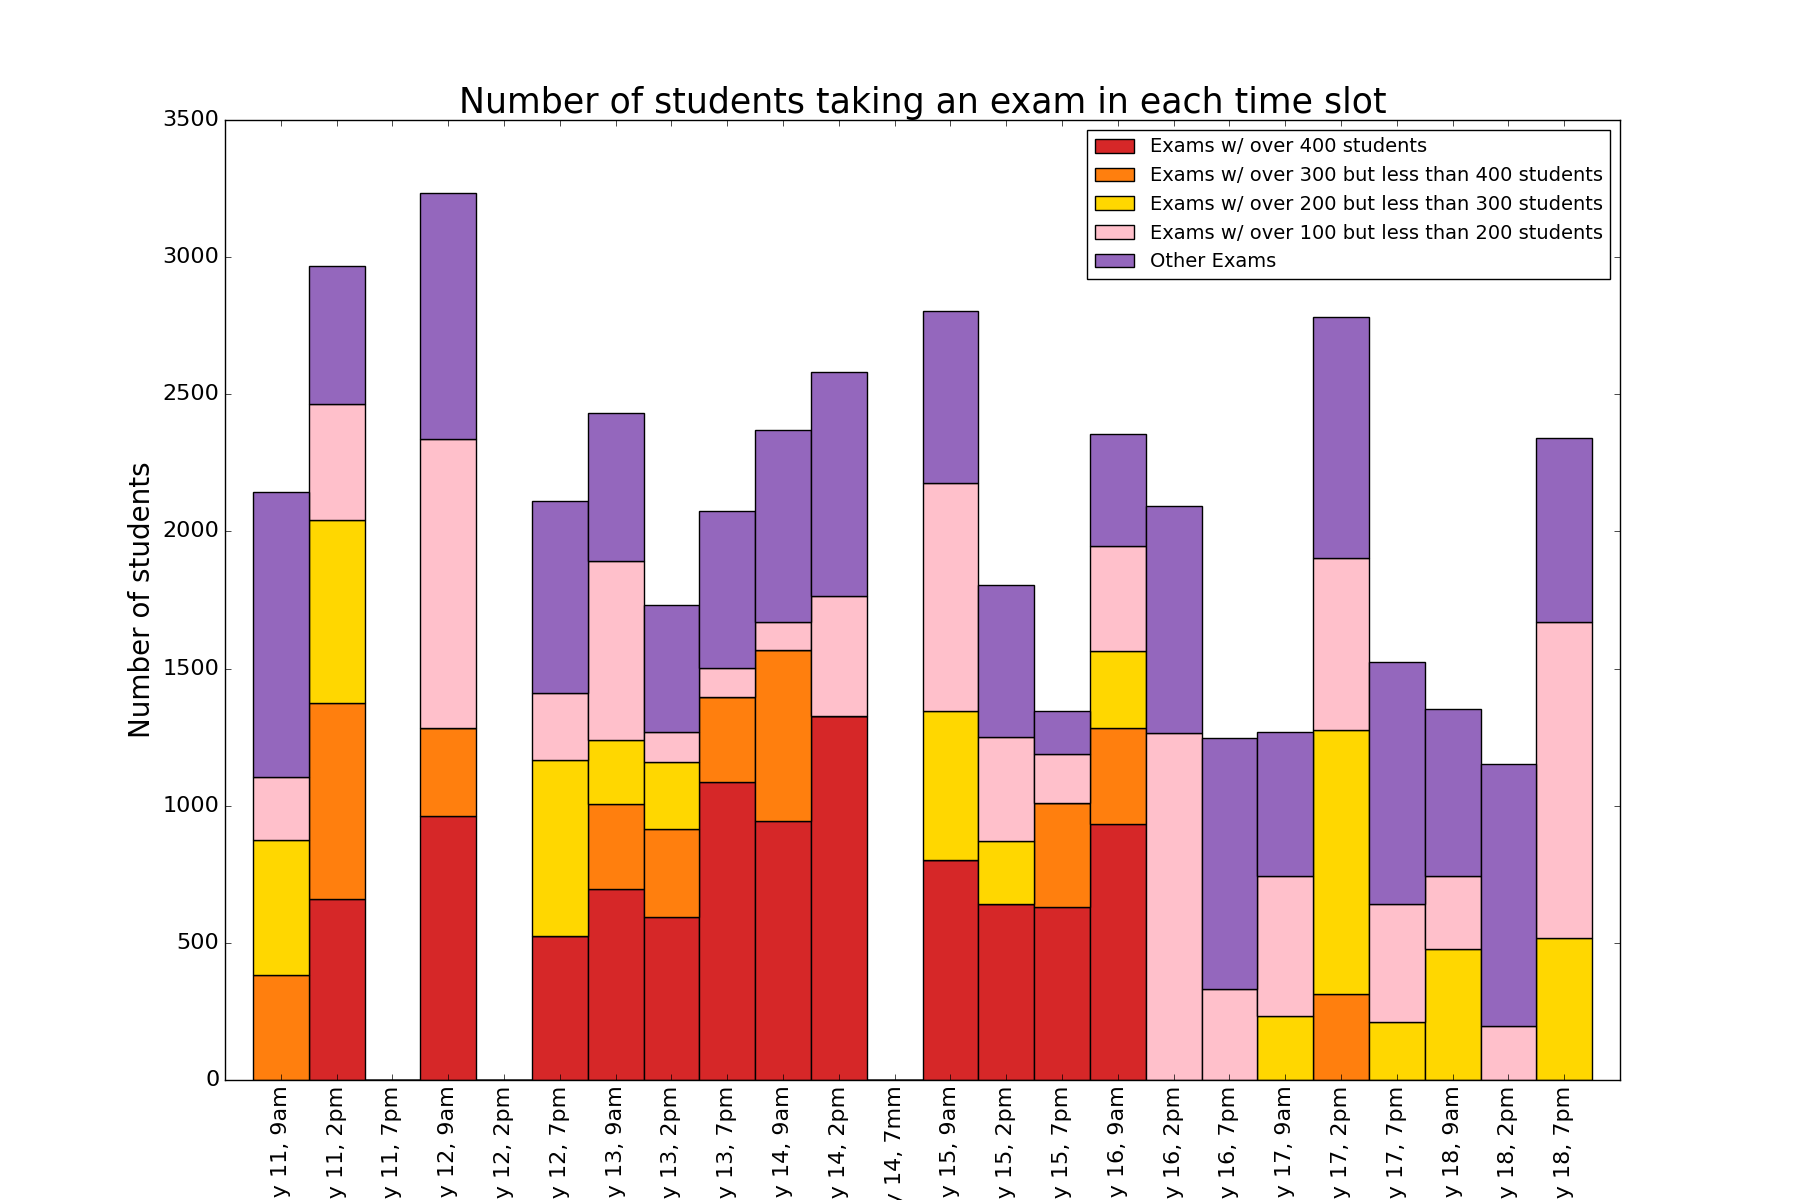 Number of students taking an exam in each time slot
Exams w/ over 400 students
Exams w/ over 300 but less than 400 students
Exams w/ over 200 but less than 300 students
Exams w/ over 100 but less than 200 students
Other Exams
Number of students
3500
3000
2500
2000
1500
1000
500
0
y 11, 9am
y 11, 2pm
y 11, 7pm
y 12, 9am
y 12, 2pm
y 12, 7pm
y 13, 9am
y 13, 2pm
y 13, 7pm
y 14, 9am
y 14, 2pm
y 14, 7mm
y 15, 9am
y 15, 2pm
y 15, 7pm
y 16, 9am
y 16, 2pm
y 16, 7pm
y 17, 9am
y 17, 2pm
y 17, 7pm
y 18, 9am
y 18, 2pm
y 18, 7pm